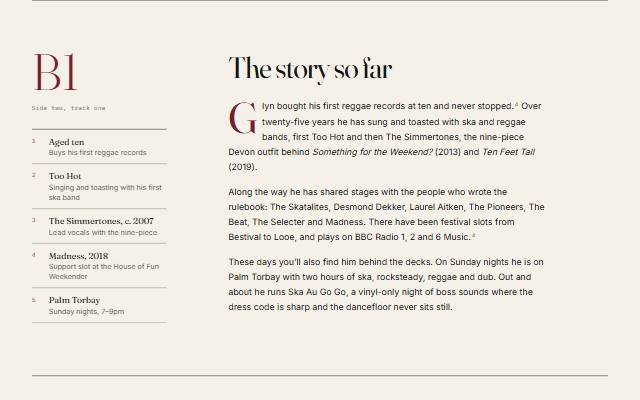 B1
Side two, track one
1 Aged ten
Buys his first reggae records
2 Too Hot
Singing and toasting with his first
ska band
3 The Simmertones, c. 2007
Lead vocals with the nine-piece
4 Madness, 2018
Support slot at the House of Fun
Weekender
5 Palm Torbay
Sunday nights, 7–9pm
The story so far
Glyn bought his first reggae records at ten and never stopped.⁴ Over
twenty-five years he has sung and toasted with ska and reggae
bands, first Too Hot and then The Simmertones, the nine-piece
Devon outfit behind Something for the Weekend? (2013) and Ten Feet Tall
(2019).
Along the way he has shared stages with the people who wrote the
rulebook: The Skatalites, Desmond Dekker, Laurel Aitken, The Pioneers, The
Beat, The Selecter and Madness. There have been festival slots from
Bestival to Looe, and plays on BBC Radio 1, 2 and 6 Music.⁴
These days you'll also find him behind the decks. On Sunday nights he is on
Palm Torbay with two hours of ska, rocksteady, reggae and dub. Out and
about he runs Ska Au Go Go, a vinyl-only night of boss sounds where the
dress code is sharp and the dancefloor never sits still.